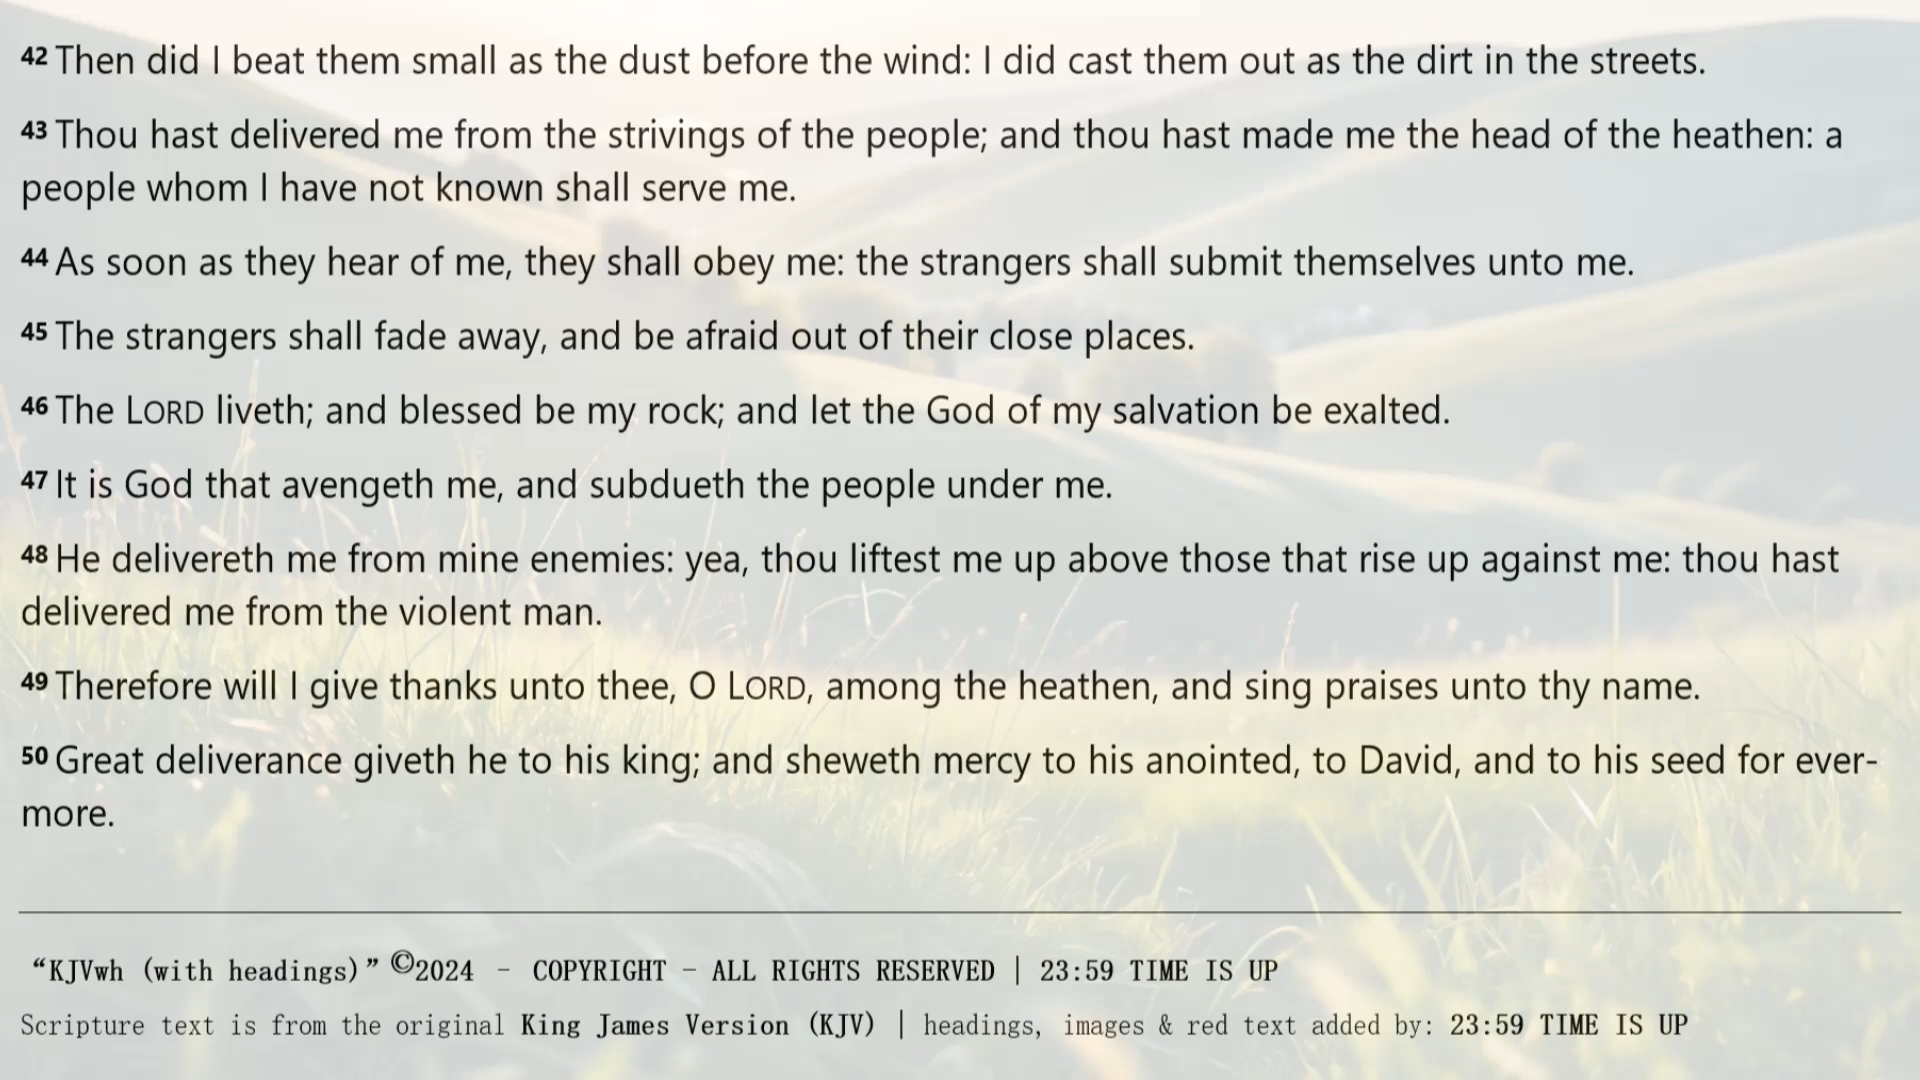 42 Then did I beat them small as the dust before the wind: I did cast them out as the dirt in the streets.
43 Thou hast delivered me from the strivings of the people; and thou hast made me the head of the heathen: a
people whom I have not known shall serve me.
44 As soon as they hear of me, they shall obey me: the strangers shall submit themselves unto me.
45 The strangers shall fade away, and be afraid out of their close places.
46 The LORD liveth; and blessed be my rock; and let the God of my salvation be exalted.
47 It is God that avengeth me, and subdueth the people under me.
48 He delivereth me from mine enemies: yea, thou liftest me up above those that rise up against me: thou hast
delivered me from the violent man.
49 Therefore will I give thanks unto thee, O LORD, among the heathen, and sing praises unto thy name.
50 Great deliverance giveth he to his king; and sheweth mercy to his anointed, to David, and to his seed for ever-
more.
“KJVwh (with headings)” ©2024 – COPYRIGHT – ALL RIGHTS RESERVED | 23:59 TIME IS UP
Scripture text is from the original King James Version (KJV) | headings, images & red text added by: 23:59 TIME IS UP